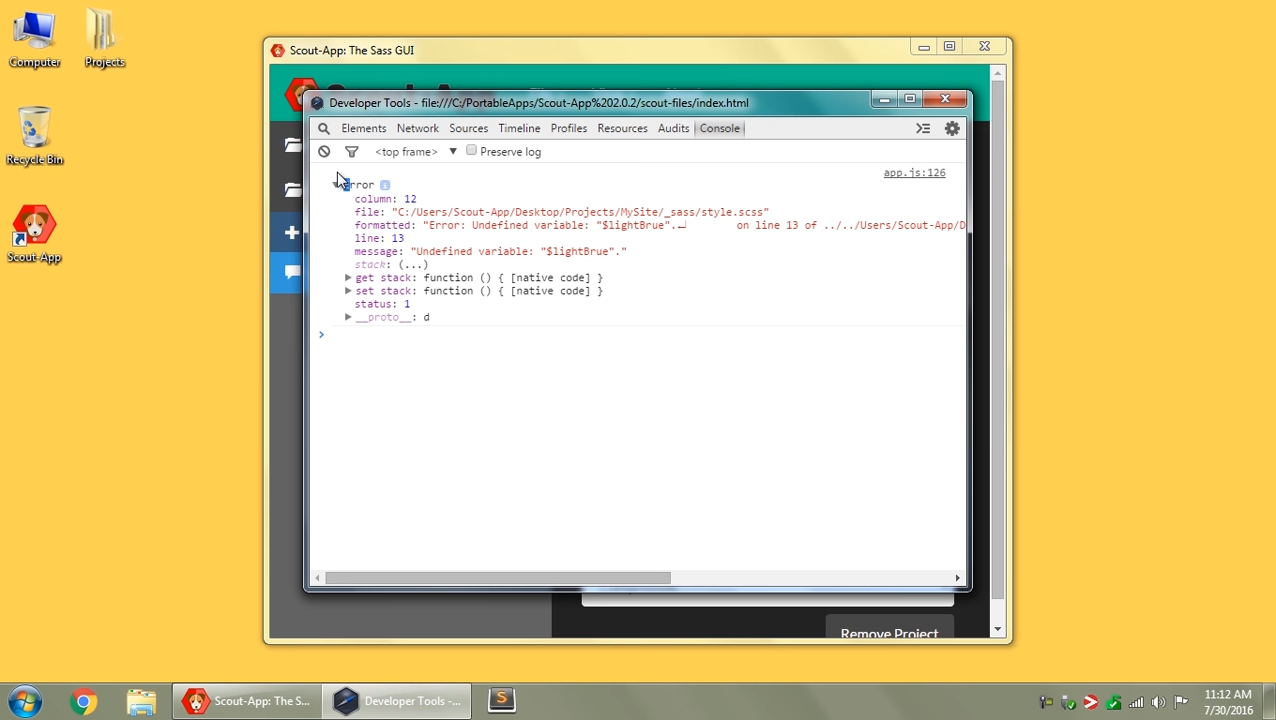 Computer
Projects
Recycle Bin
Scout-App
Scout-App: The Sass GUI
Developer Tools - file:///C:/PortableApps/Scout-App%202.0.2/scout-files/index.html
Elements Network Sources Timeline Profiles Resources Audits Console
<top frame> ▼ Preserve log
app.js:126
Error
column: 12
file: "C:/Users/Scout-App/Desktop/Projects/MySite/_sass/style.scss"
formatted: "Error: Undefined variable: "$lightBrue".↵ on line 13 of ../../Users/Scout-App/D
line: 13
message: "Undefined variable: "$lightBrue"."
stack: (...)
get stack: function () { [native code] }
set stack: function () { [native code] }
status: 1
__proto__: d
Remove Project
Scout-App: The S...
Developer Tools -...
11:12 AM
7/30/2016